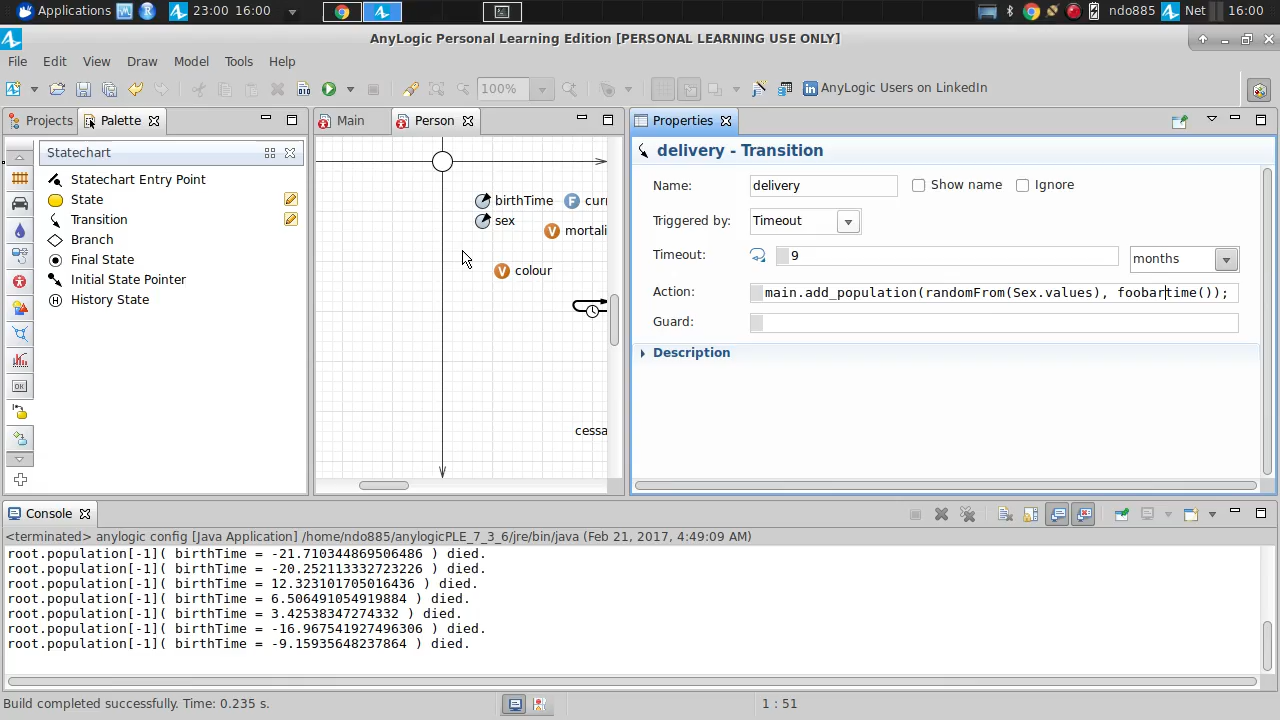 Applications 23:00 16:00 ndo885 Net 16:00
AnyLogic Personal Learning Edition [PERSONAL LEARNING USE ONLY]
File Edit View Draw Model Tools Help
100% AnyLogic Users on LinkedIn
Projects Palette Main Person Properties
Statechart
Statechart Entry Point
State
Transition
Branch
Final State
Initial State Pointer
History State
OK
birthTime F curr
sex
V mortali
V colour
cessa
delivery - Transition
Name: delivery Show name Ignore
Triggered by: Timeout
Timeout: 9 months
Action: main.add_population(randomFrom(Sex.values), foobartime());
Guard:
Description
Console
<terminated> anylogic config [Java Application] /home/ndo885/anylogicPLE_7_3_6/jre/bin/java (Feb 21, 2017, 4:49:09 AM)
root.population[-1]( birthTime = -21.710344869506486 ) died.
root.population[-1]( birthTime = -20.252113332723226 ) died.
root.population[-1]( birthTime = 12.323101705016436 ) died.
root.population[-1]( birthTime = 6.506491054919884 ) died.
root.population[-1]( birthTime = 3.42538347274332 ) died.
root.population[-1]( birthTime = -16.967541927496306 ) died.
root.population[-1]( birthTime = -9.15935648237864 ) died.
Build completed successfully. Time: 0.235 s. 1 : 51